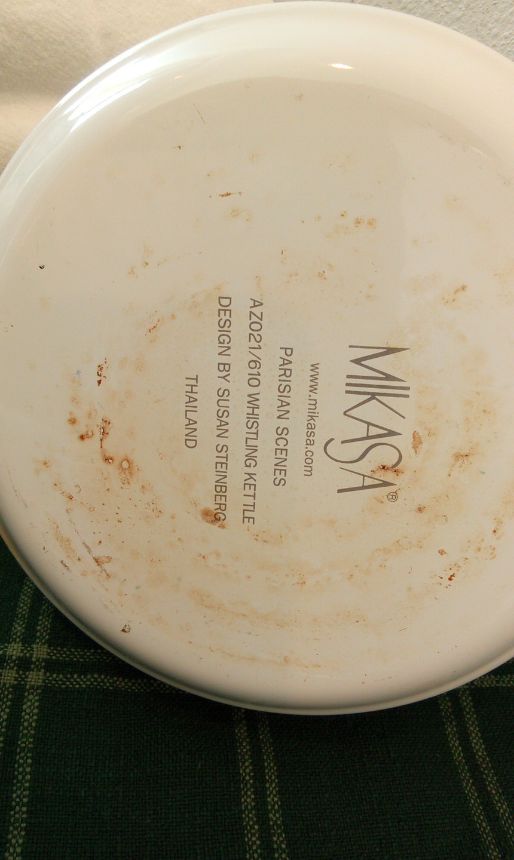 MIKASA®
www.mikasa.com
PARISIAN SCENES
AZ021/610 WHISTLING KETTLE
DESIGN BY SUSAN STEINBERG
THAILAND